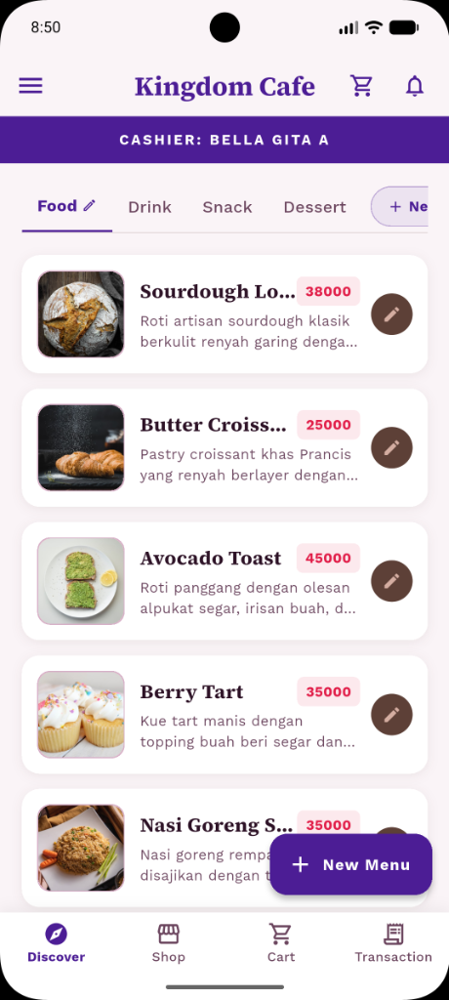 8:50
Kingdom Cafe
CASHIER: BELLA GITA A
Food
Drink
Snack
Dessert
+ Ne
Sourdough Lo...
38000
Roti artisan sourdough klasik
berkulit renyah garing denga...
Butter Croiss...
25000
Pastry croissant khas Prancis
yang renyah berlayer dengan...
Avocado Toast
45000
Roti panggang dengan olesan
alpukat segar, irisan buah, d...
Berry Tart
35000
Kue tart manis dengan
topping buah beri segar dan...
Nasi Goreng S...
35000
Nasi goreng rempa
disajikan dengan t
+ New Menu
Discover
Shop
Cart
Transaction